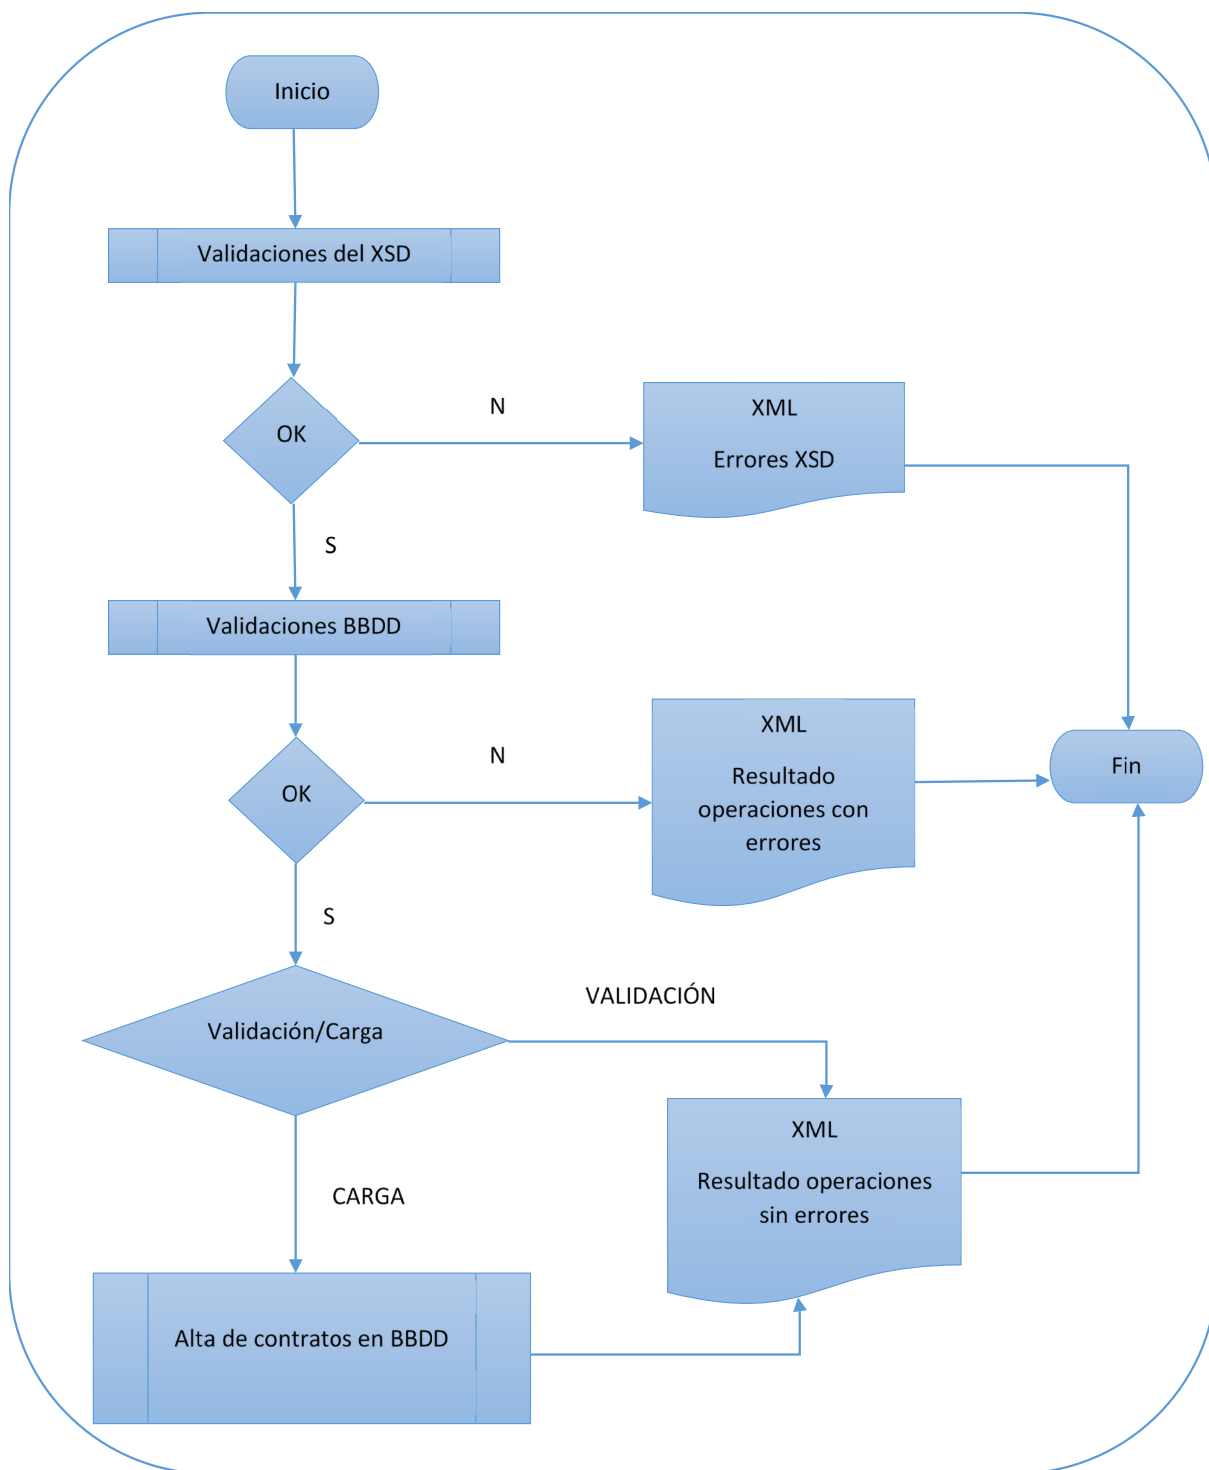 Inicio
Validaciones del XSD
OK
N
XML
Errores XSD
S
Validaciones BBDD
OK
N
XML
Resultado
operaciones con
errores
Fin
S
Validación/Carga
VALIDACIÓN
XML
Resultado operaciones
sin errores
CARGA
Alta de contratos en BBDD